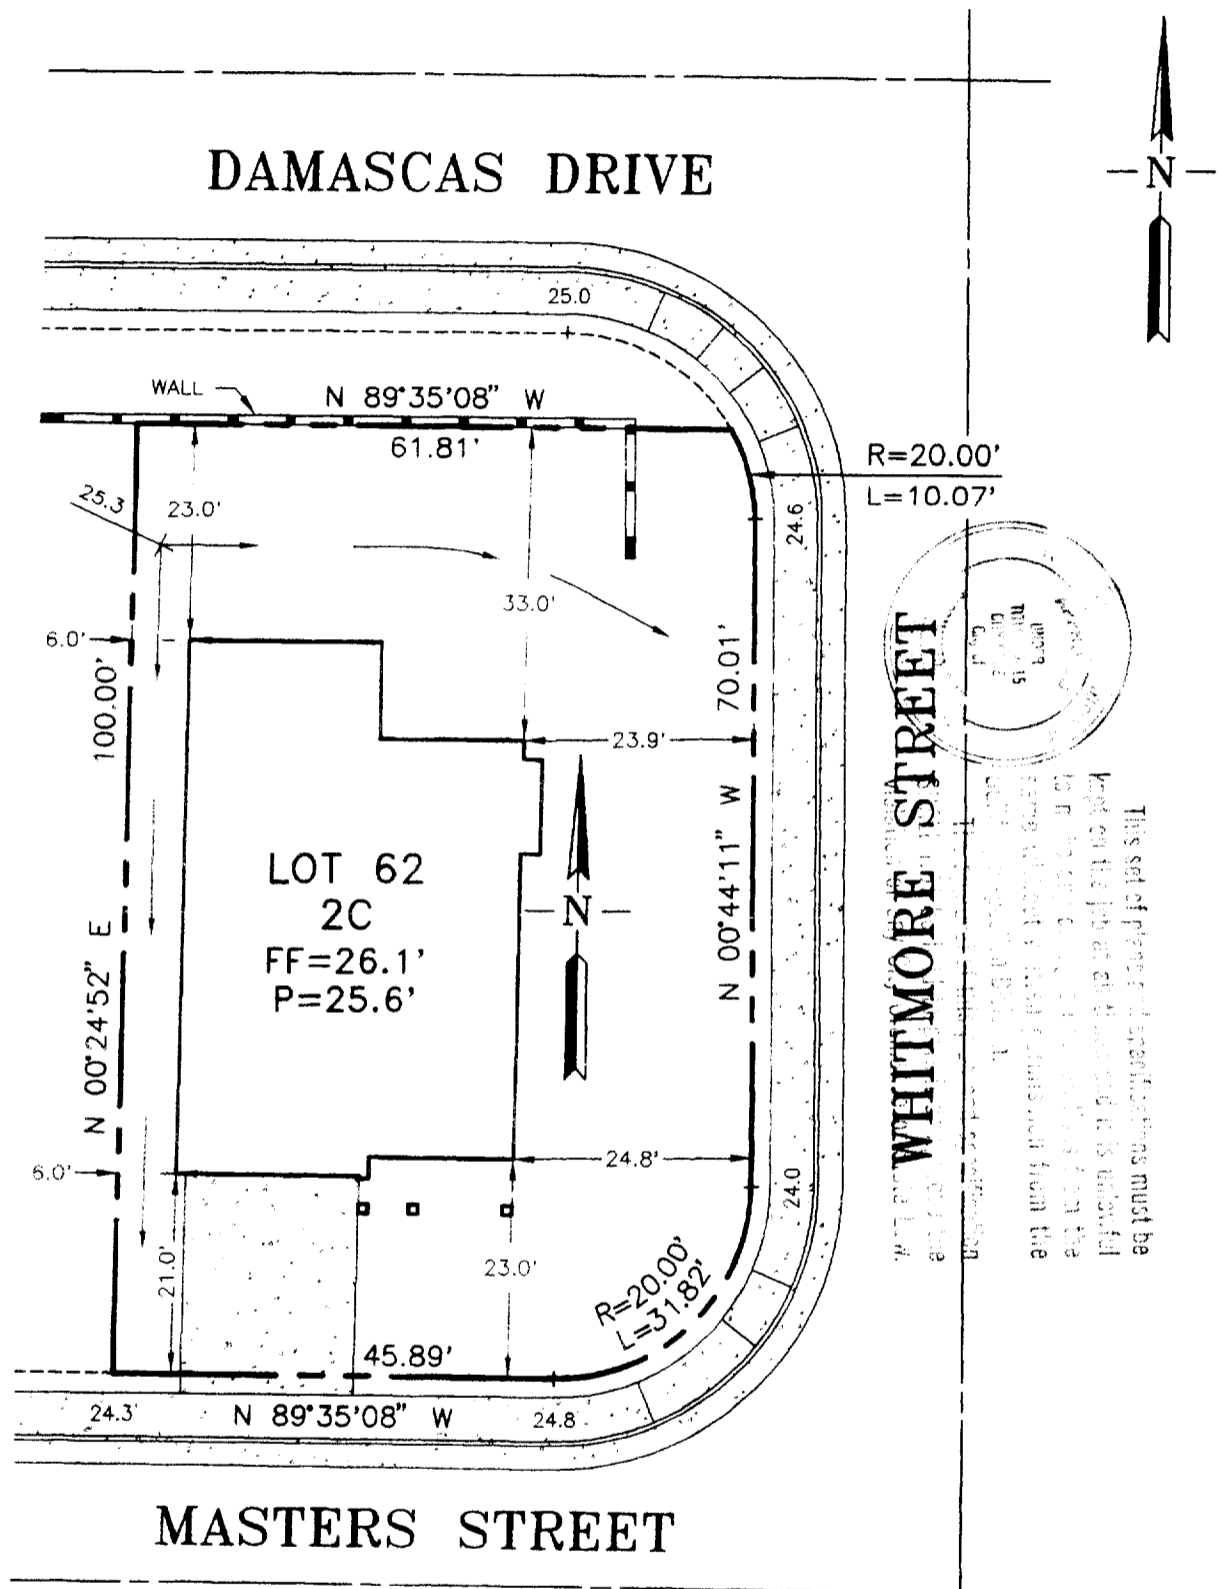 DAMASCAS DRIVE
N
25.0
WALL
N 89°35'08" W
61.81'
R=20.00'
L=10.07'
25.3
23.0'
24.6
33.0'
6.0'
100.00'
70.01'
23.9'
WHITMORE STREET
LOT 62
2C
FF=26.1'
P=25.6'
N
N 00°44'11" W
N 00°24'52" E
This set of plans and specifications must be
6.0'
24.8'
24.0
21.0'
23.0'
R=20.00'
L=31.82'
45.89'
24.3'
N 89°35'08" W
24.8
MASTERS STREET